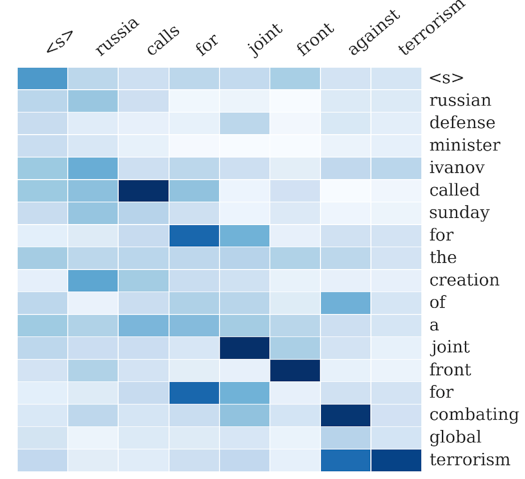 <s> russia calls for joint front against terrorism
<s>
russian
defense
minister
ivanov
called
sunday
for
the
creation
of
a
joint
front
for
combating
global
terrorism